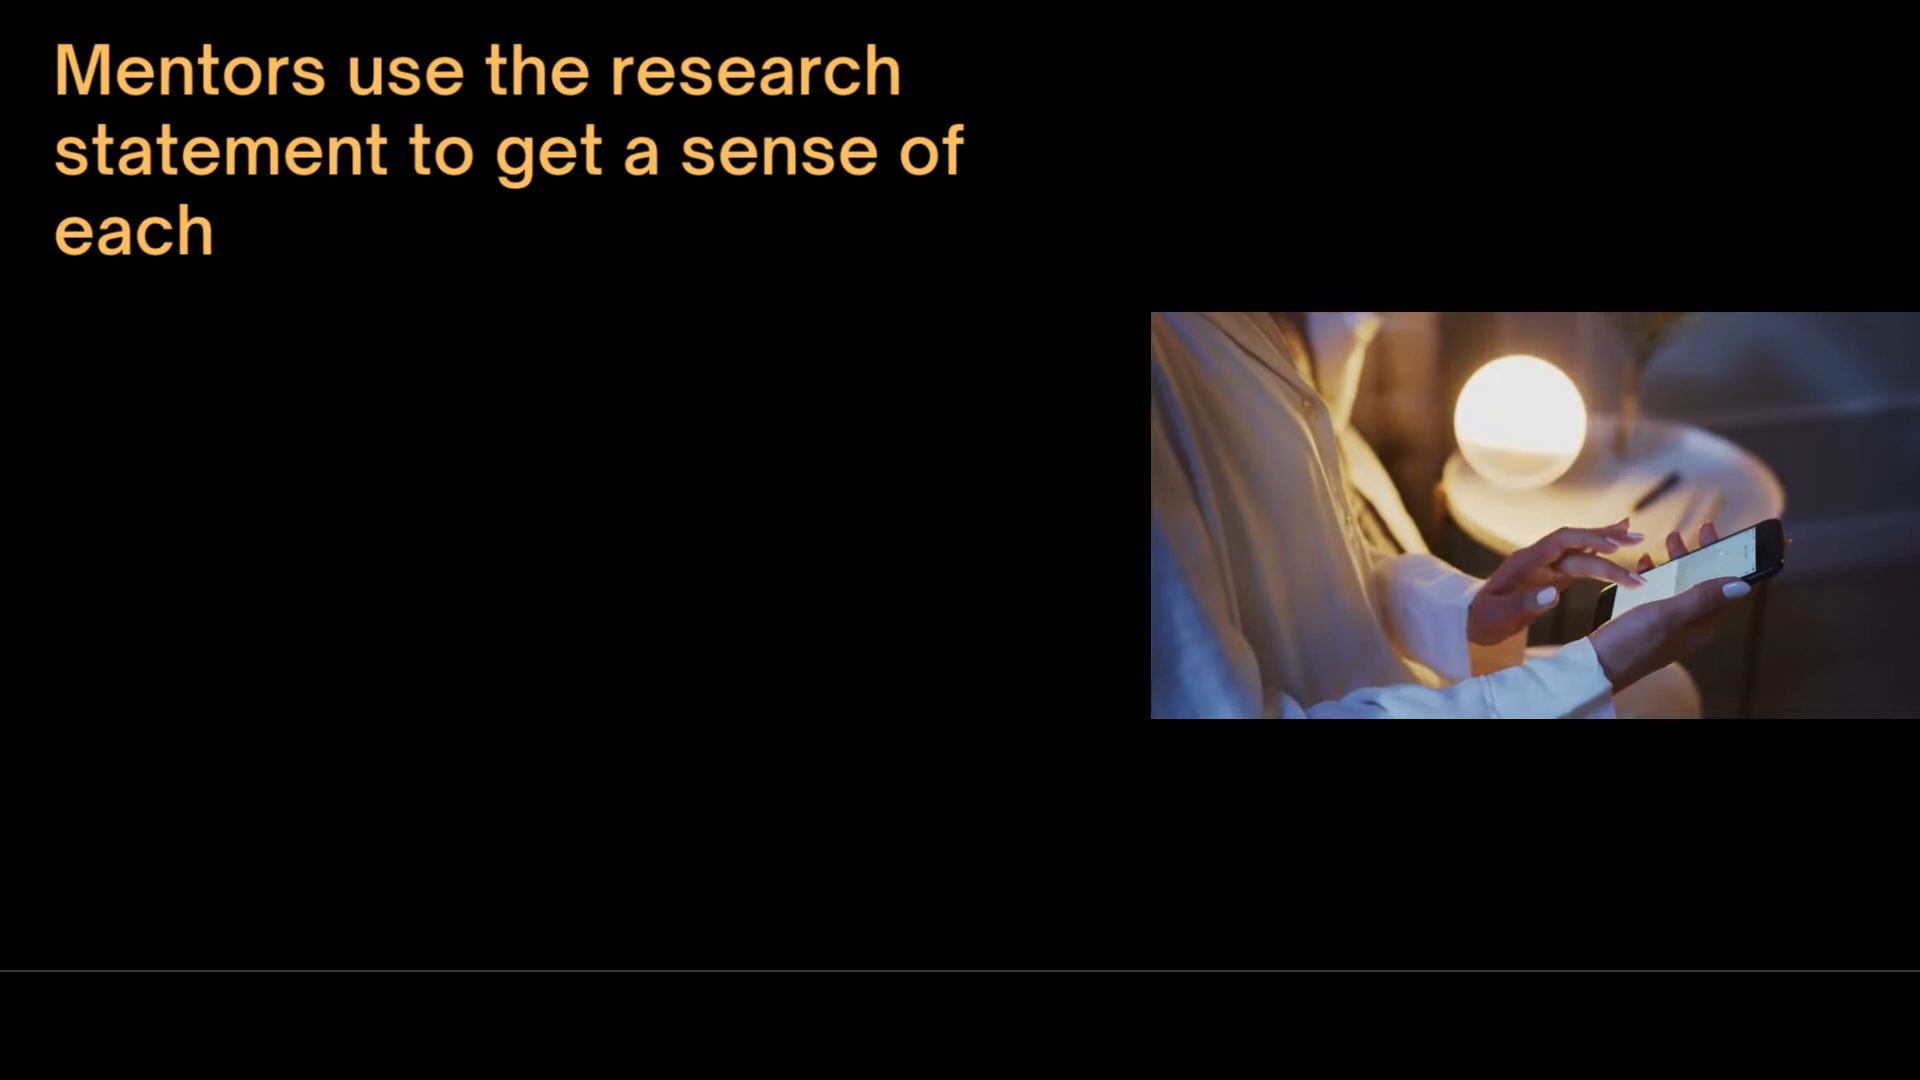 Mentors use the research
statement to get a sense of
each